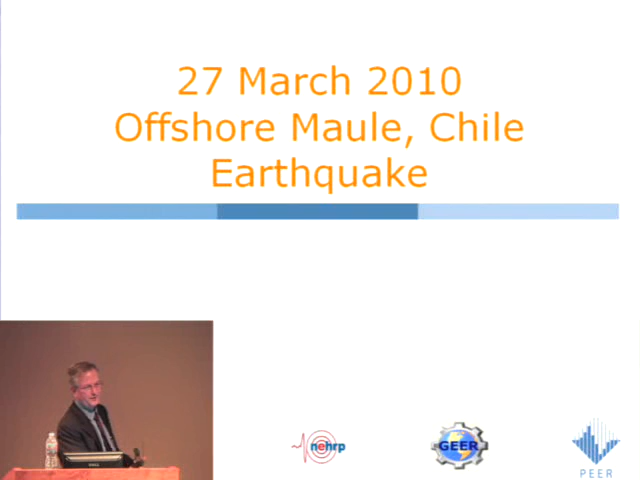 27 March 2010
Offshore Maule, Chile
Earthquake
nehrp
GEER
PEER